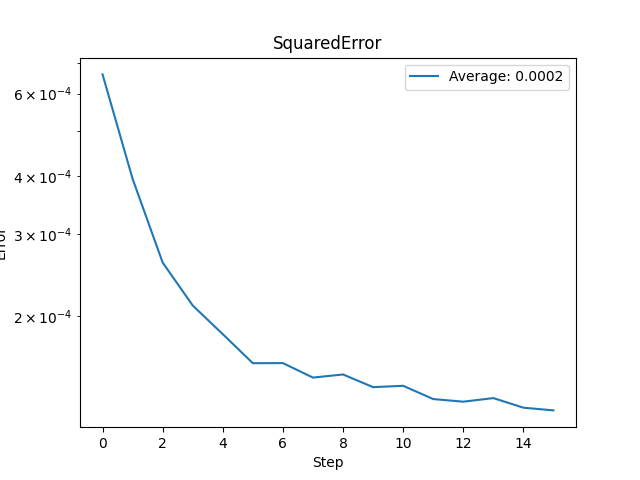 SquaredError
Average: 0.0002
6 × 10⁻⁴
4 × 10⁻⁴
3 × 10⁻⁴
2 × 10⁻⁴
Error
0 2 4 6 8 10 12 14
Step